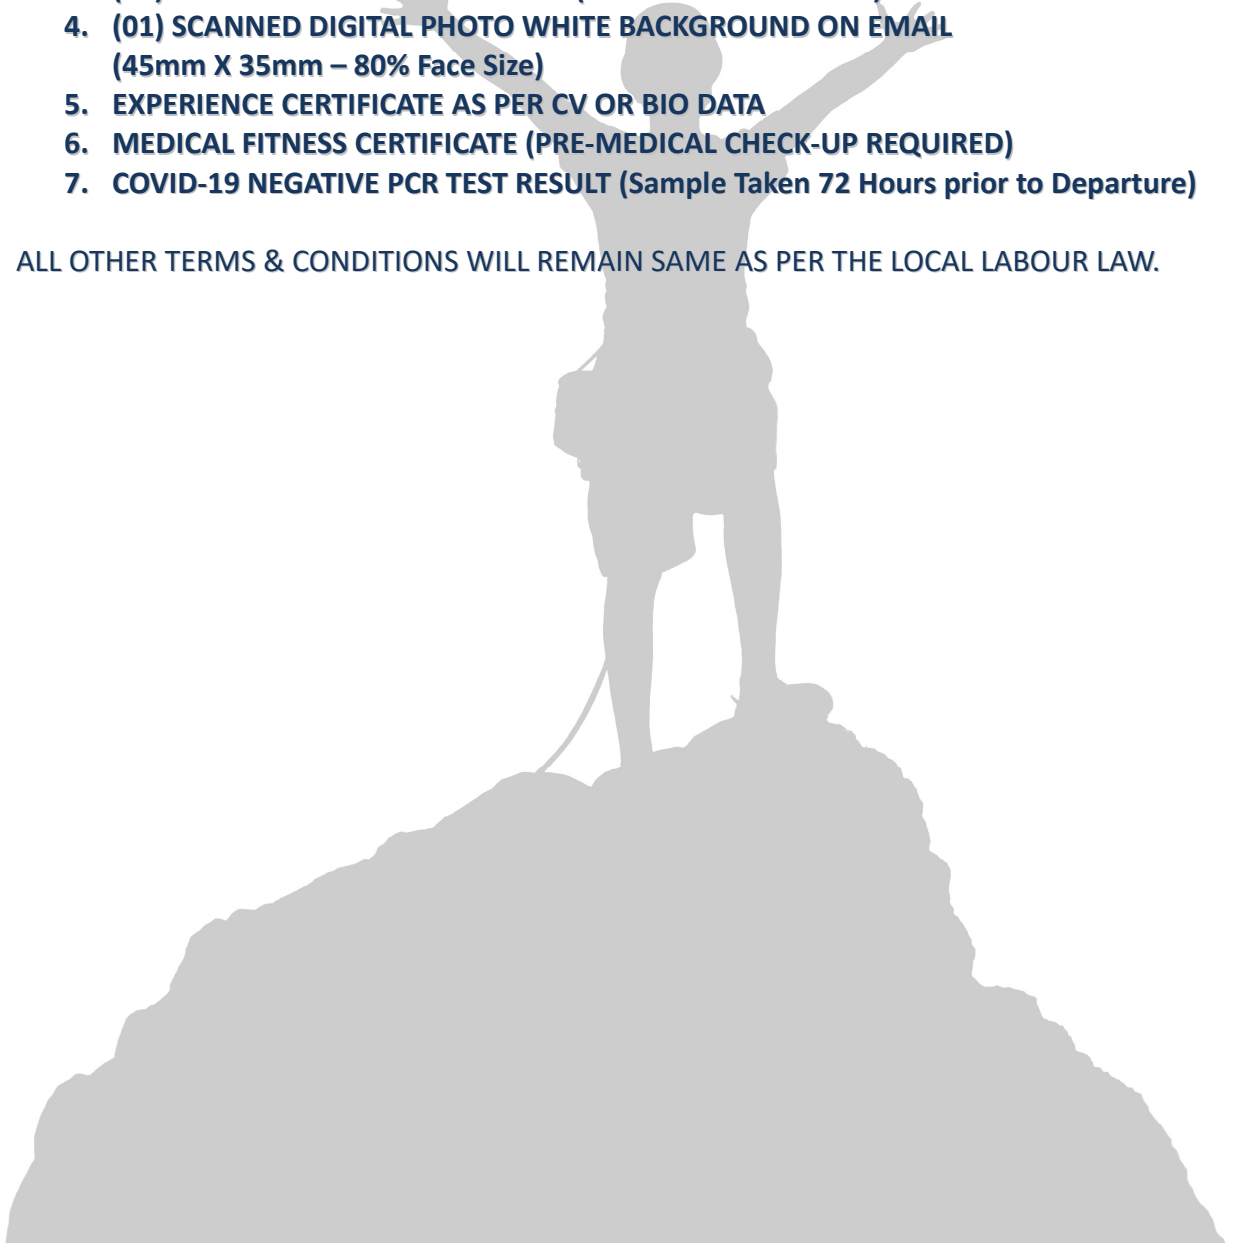 4. (01) SCANNED DIGITAL PHOTO WHITE BACKGROUND ON EMAIL
(45mm X 35mm – 80% Face Size)
5. EXPERIENCE CERTIFICATE AS PER CV OR BIO DATA
6. MEDICAL FITNESS CERTIFICATE (PRE-MEDICAL CHECK-UP REQUIRED)
7. COVID-19 NEGATIVE PCR TEST RESULT (Sample Taken 72 Hours prior to Departure)
ALL OTHER TERMS & CONDITIONS WILL REMAIN SAME AS PER THE LOCAL LABOUR LAW.